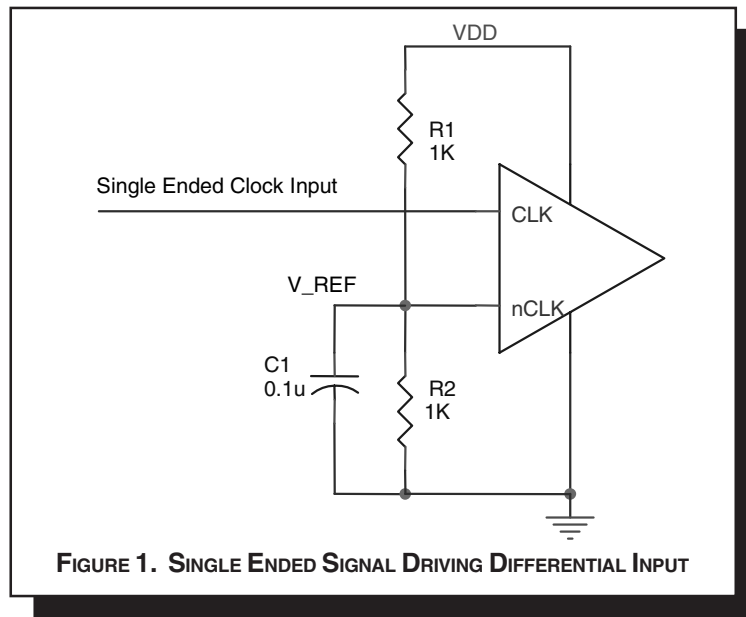 VDD
R1
1K
Single Ended Clock Input
CLK
V_REF
nCLK
C1
0.1u
R2
1K
FIGURE 1. SINGLE ENDED SIGNAL DRIVING DIFFERENTIAL INPUT